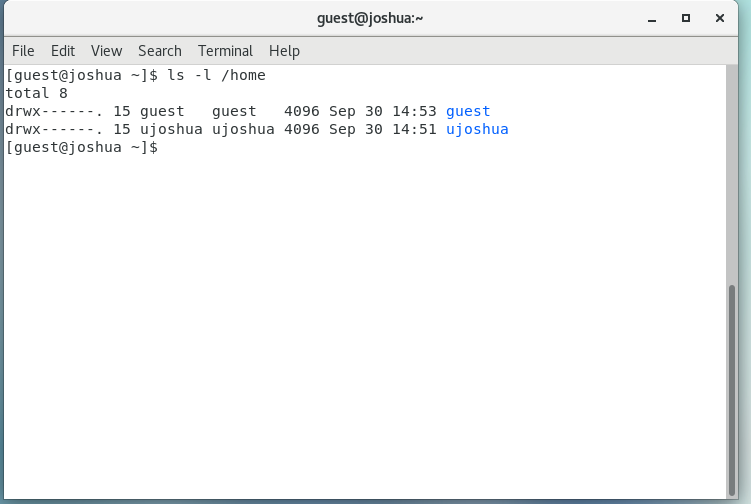 guest@joshua:~
File Edit View Search Terminal Help
[guest@joshua ~]$ ls -l /home
total 8
drwx------. 15 guest   guest   4096 Sep 30 14:53 guest
drwx------. 15 ujoshua ujoshua 4096 Sep 30 14:51 ujoshua
[guest@joshua ~]$